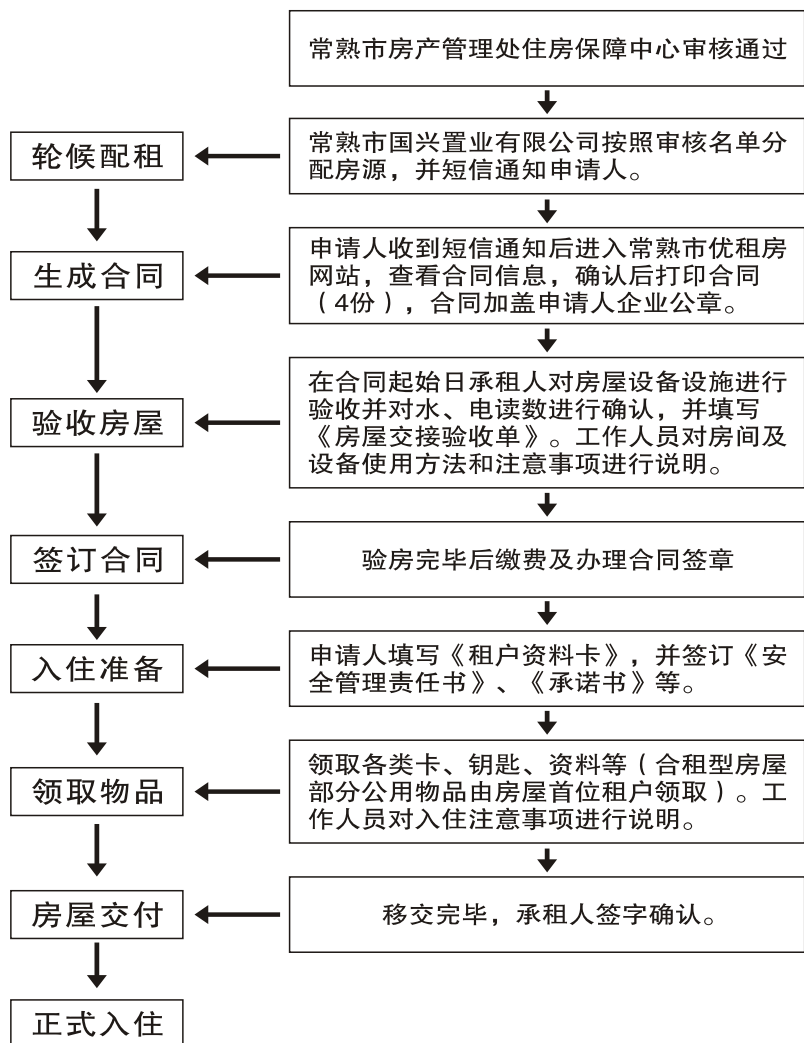 常熟市房产管理处住房保障中心审核通过
轮候配租
常熟市国兴置业有限公司按照审核名单分
配房源，并短信通知申请人。
生成合同
申请人收到短信通知后进入常熟市优租房
网站，查看合同信息，确认后打印合同
（4份），合同加盖申请人企业公章。
验收房屋
在合同起始日承租人对房屋设备设施进行
验收并对水、电读数进行确认，并填写
《房屋交接验收单》。工作人员对房间及
设备使用方法和注意事项进行说明。
签订合同
验房完毕后缴费及办理合同签章
入住准备
申请人填写《租户资料卡》，并签订《安
全管理责任书》、《承诺书》等。
领取物品
领取各类卡、钥匙、资料等（合租型房屋
部分公用物品由房屋首位租户领取）。工
作人员对入住注意事项进行说明。
房屋交付
移交完毕，承租人签字确认。
正式入住